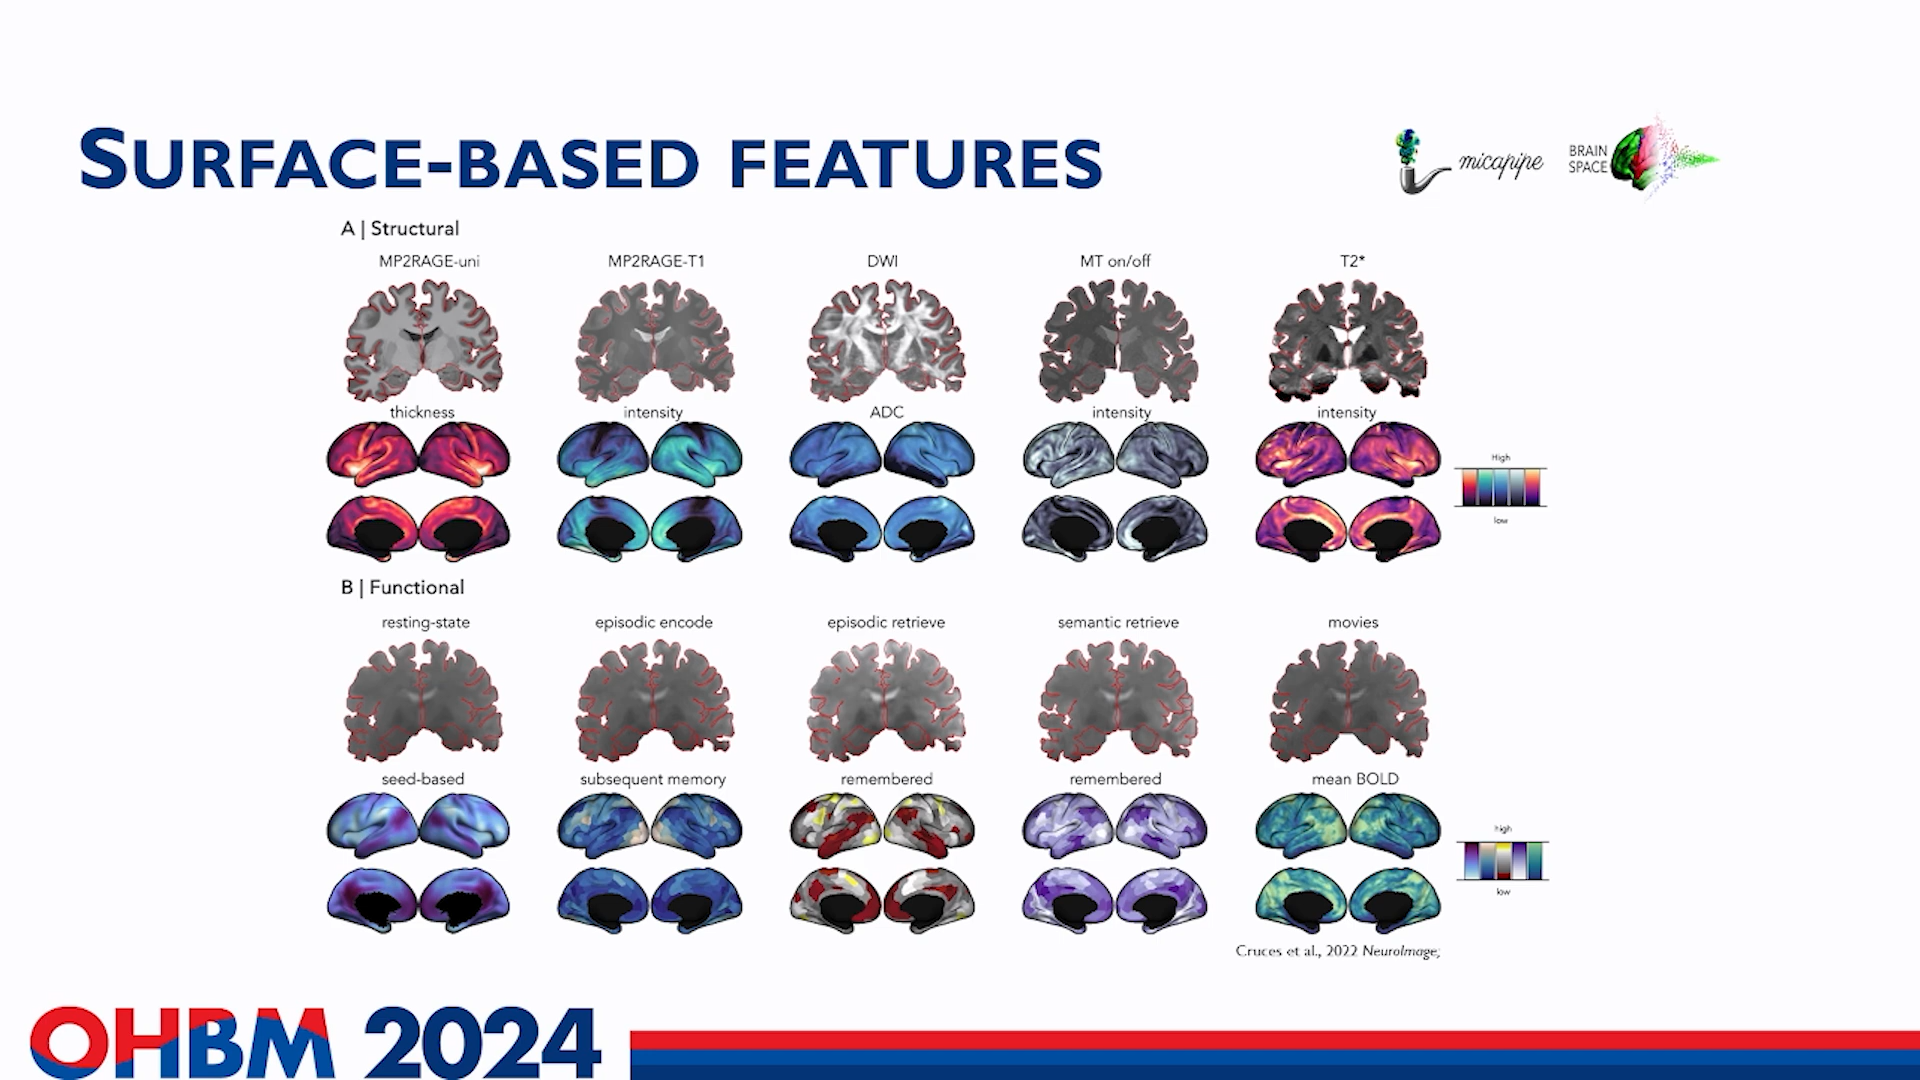 SURFACE-BASED FEATURES
micapipe
BRAIN
SPACE
A | Structural
MP2RAGE-uni
MP2RAGE-T1
DWI
MT on/off
T2*
thickness
intensity
ADC
intensity
intensity
High
low
B | Functional
resting-state
episodic encode
episodic retrieve
semantic retrieve
movies
seed-based
subsequent memory
remembered
remembered
mean BOLD
high
low
Cruces et al., 2022 NeuroImage;
OHBM 2024